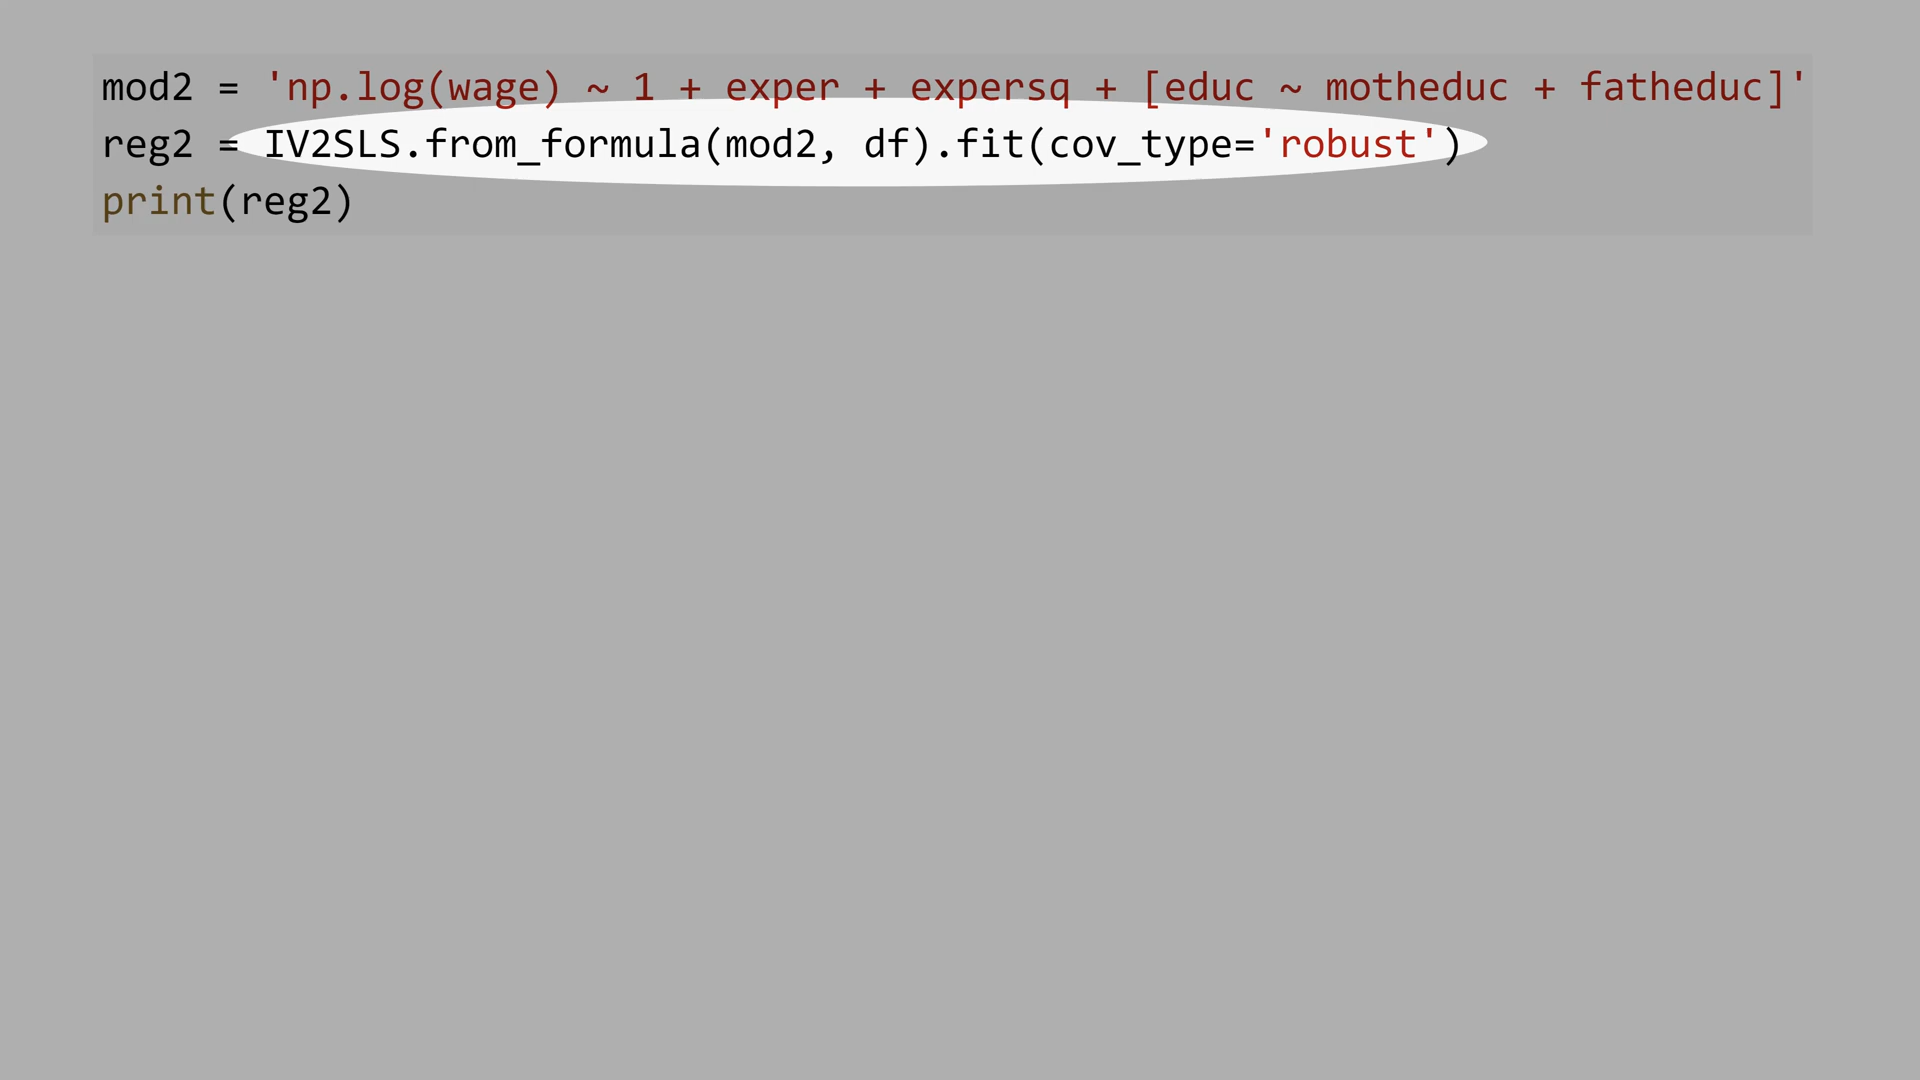 mod2 = 'np.log(wage) ~ 1 + exper + expersq + [educ ~ motheduc + fatheduc]'
reg2 = IV2SLS.from_formula(mod2, df).fit(cov_type='robust')
print(reg2)